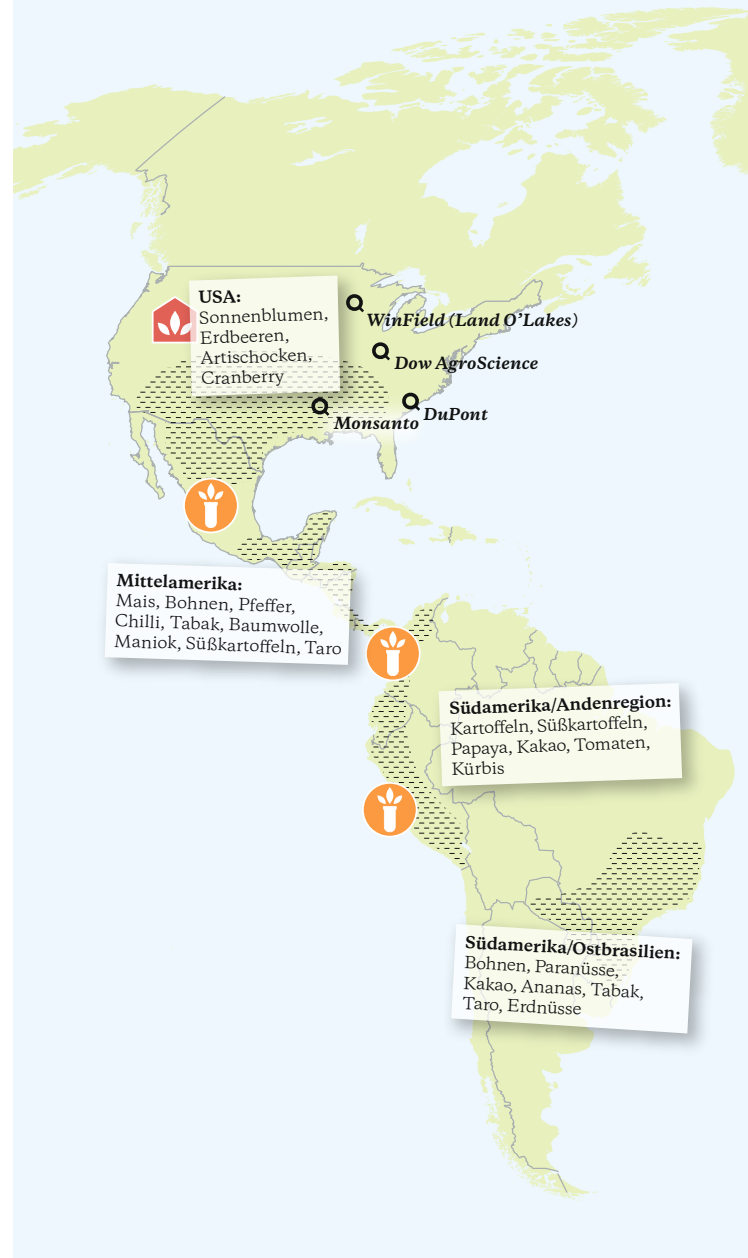 USA:
Sonnenblumen,
Erdbeeren,
Artischocken,
Cranberry
WinField (Land O’Lakes)
Dow AgroScience
DuPont
Monsanto
Mittelamerika:
Mais, Bohnen, Pfeffer,
Chilli, Tabak, Baumwolle,
Maniok, Süßkartoffeln, Taro
Südamerika/Andenregion:
Kartoffeln, Süßkartoffeln,
Papaya, Kakao, Tomaten,
Kürbis
Südamerika/Ostbrasilien:
Bohnen, Paranüsse,
Kakao, Ananas, Tabak,
Taro, Erdnüsse